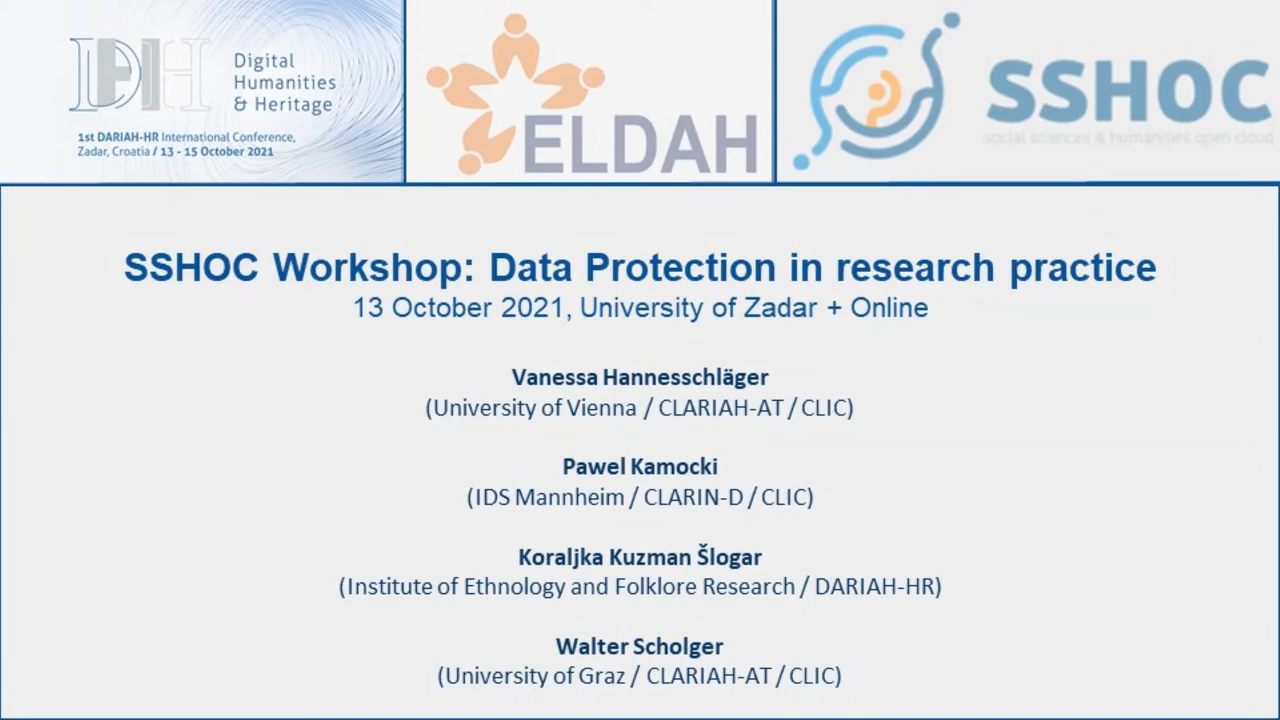 DHH
Digital
Humanities
& Heritage
1st DARIAH-HR International Conference,
Zadar, Croatia / 13 - 15 October 2021
ELDAH
SSHOC
social sciences & humanities open cloud
SSHOC Workshop: Data Protection in research practice
13 October 2021, University of Zadar + Online
Vanessa Hannesschläger
(University of Vienna / CLARIAH-AT / CLIC)
Pawel Kamocki
(IDS Mannheim / CLARIN-D / CLIC)
Koraljka Kuzman Šlogar
(Institute of Ethnology and Folklore Research / DARIAH-HR)
Walter Scholger
(University of Graz / CLARIAH-AT / CLIC)